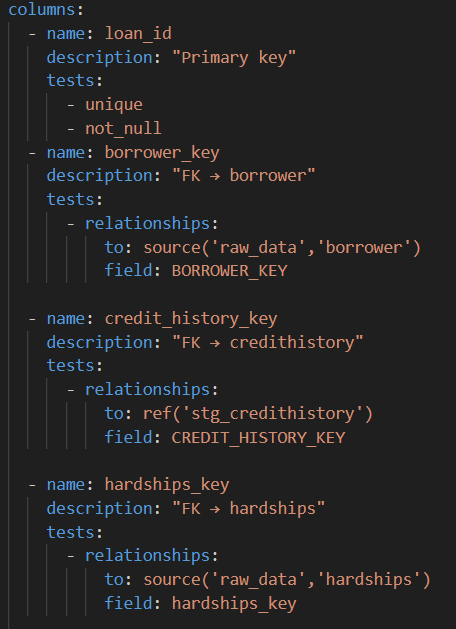 columns:
  - name: loan_id
    description: "Primary key"
    tests:
      - unique
      - not_null
  - name: borrower_key
    description: "FK → borrower"
    tests:
      - relationships:
          to: source('raw_data','borrower')
          field: BORROWER_KEY

  - name: credit_history_key
    description: "FK → credithistory"
    tests:
      - relationships:
          to: ref('stg_credithistory')
          field: CREDIT_HISTORY_KEY

  - name: hardships_key
    description: "FK → hardships"
    tests:
      - relationships:
          to: source('raw_data','hardships')
          field: hardships_key